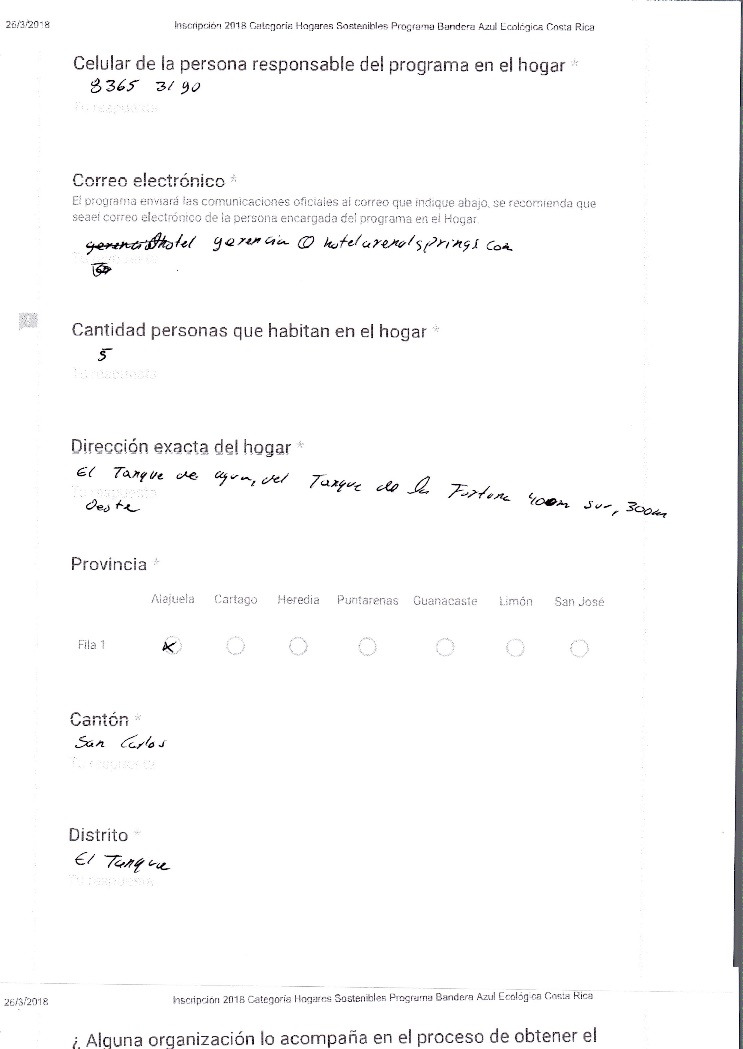 26/3/2018
Inscripción 2018 Categoría Hogares Sostenibles Programa Bandera Azul Ecológica Costa Rica
Celular de la persona responsable del programa en el hogar *
8365 3190
Tu respuesta
Correo electrónico *
El programa enviará las comunicaciones oficiales al correo que indique abajo, se recomienda que
seael correo electrónico de la persona encargada del programa en el Hogar
gerencia @ hotelarenalsprings com
Tu respuesta
Cantidad personas que habitan en el hogar *
5
Tu respuesta
Dirección exacta del hogar *
El Tanque de agua, del Tanque de la Fortuna 400m sur, 300m
Tu respuesta
Oeste
Provincia *
Alajuela Cartago Heredia Puntarenas Guanacaste Limón San José
Fila 1
Cantón *
San Carlos
Tu respuesta
Distrito *
El Tanque
Tu respuesta
26/3/2018
Inscripción 2018 Categoría Hogares Sostenibles Programa Bandera Azul Ecológica Costa Rica
¿ Alguna organización lo acompaña en el proceso de obtener el